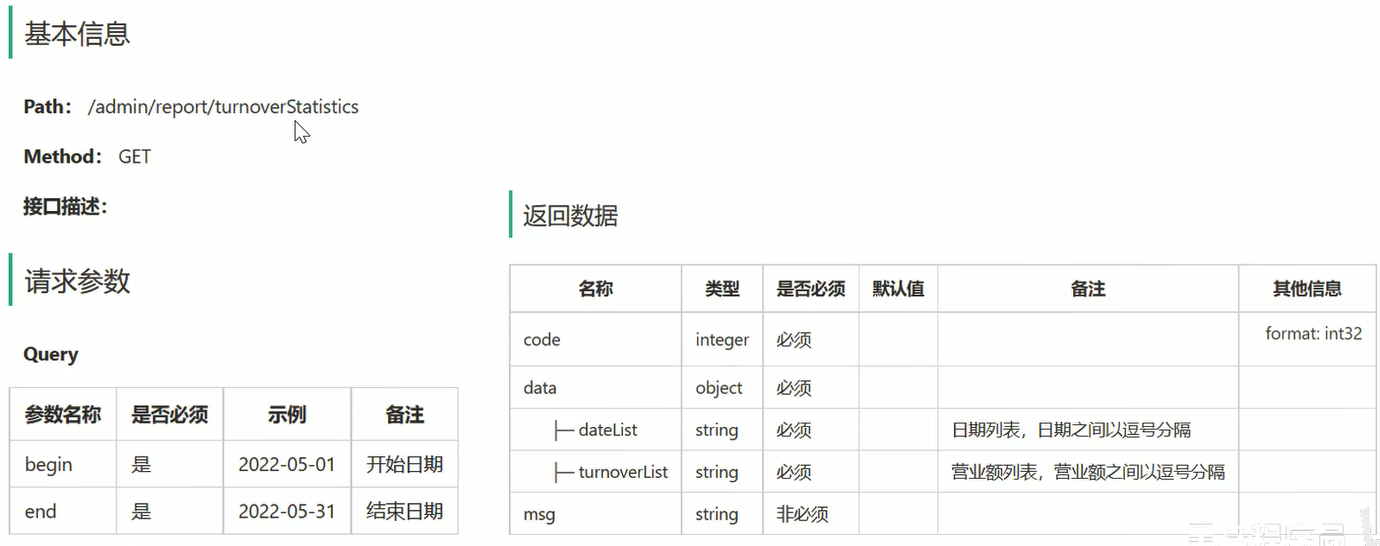 基本信息
Path： /admin/report/turnoverStatistics
Method： GET
接口描述：
请求参数
Query
参数名称 是否必须 示例 备注
begin 是 2022-05-01 开始日期
end 是 2022-05-31 结束日期
返回数据
名称 类型 是否必须 默认值 备注 其他信息
code integer 必须 format: int32
data object 必须
├─ dateList string 必须 日期列表，日期之间以逗号分隔
├─ turnoverList string 必须 营业额列表，营业额之间以逗号分隔
msg string 非必须